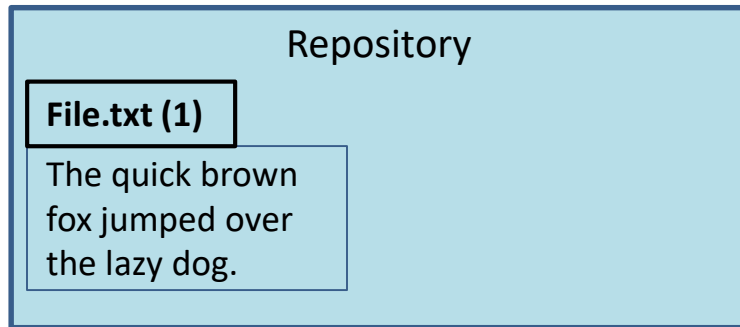 Repository
File.txt (1)
The quick brown
fox jumped over
the lazy dog.